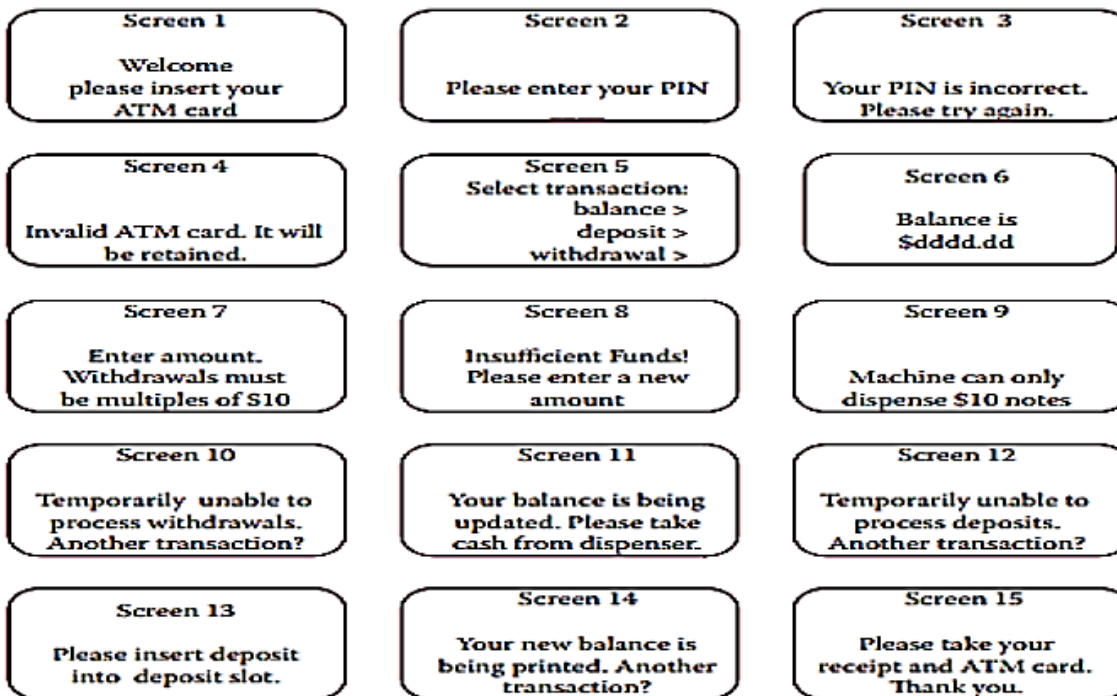 Screen 1
Welcome
please insert your
ATM card
Screen 2
Please enter your PIN
____
Screen 3
Your PIN is incorrect.
Please try again.
Screen 4
Invalid ATM card. It will
be retained.
Screen 5
Select transaction:
balance >
deposit >
withdrawal >
Screen 6
Balance is
$dddd.dd
Screen 7
Enter amount.
Withdrawals must
be multiples of $10
Screen 8
Insufficient Funds!
Please enter a new
amount
Screen 9
Machine can only
dispense $10 notes
Screen 10
Temporarily unable to
process withdrawals.
Another transaction?
Screen 11
Your balance is being
updated. Please take
cash from dispenser.
Screen 12
Temporarily unable to
process deposits.
Another transaction?
Screen 13
Please insert deposit
into deposit slot.
Screen 14
Your new balance is
being printed. Another
transaction?
Screen 15
Please take your
receipt and ATM card.
Thank you.